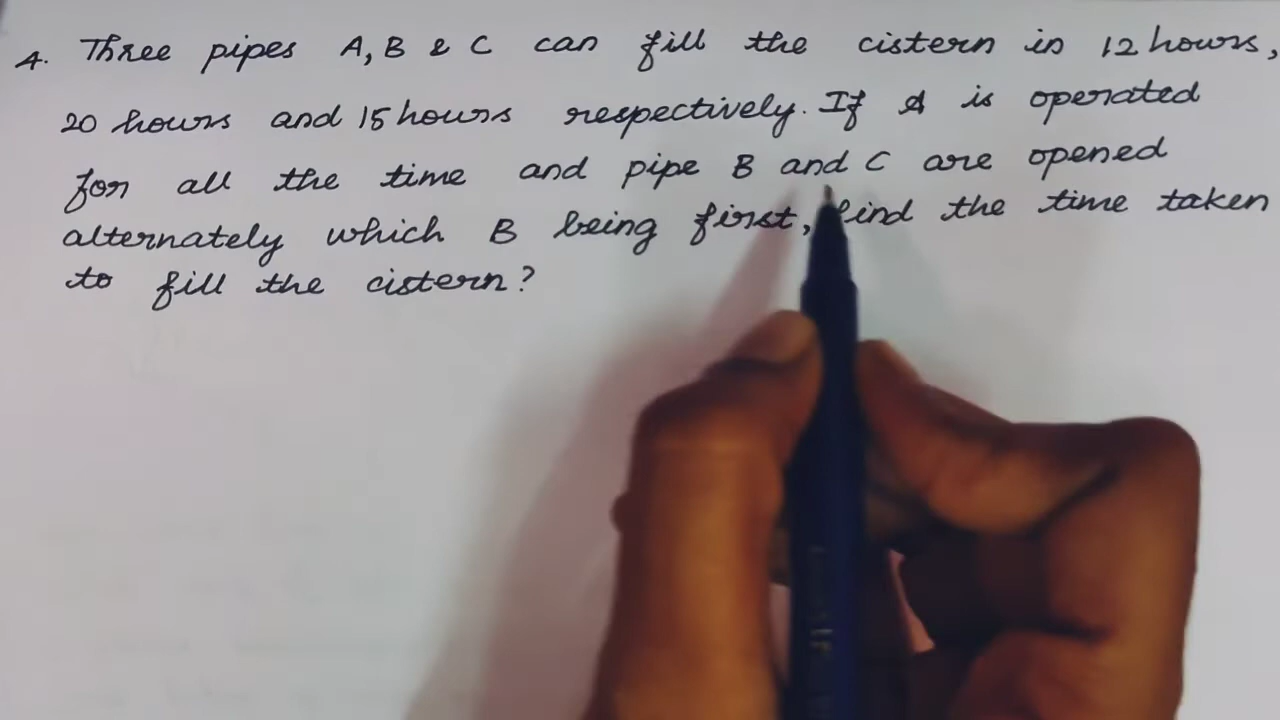 4. Three pipes A, B & C can fill the cistern in 12 hours,
20 hours and 15 hours respectively. If A is operated
for all the time and pipe B and C are opened
alternately which B being first, find the time taken
to fill the cistern?